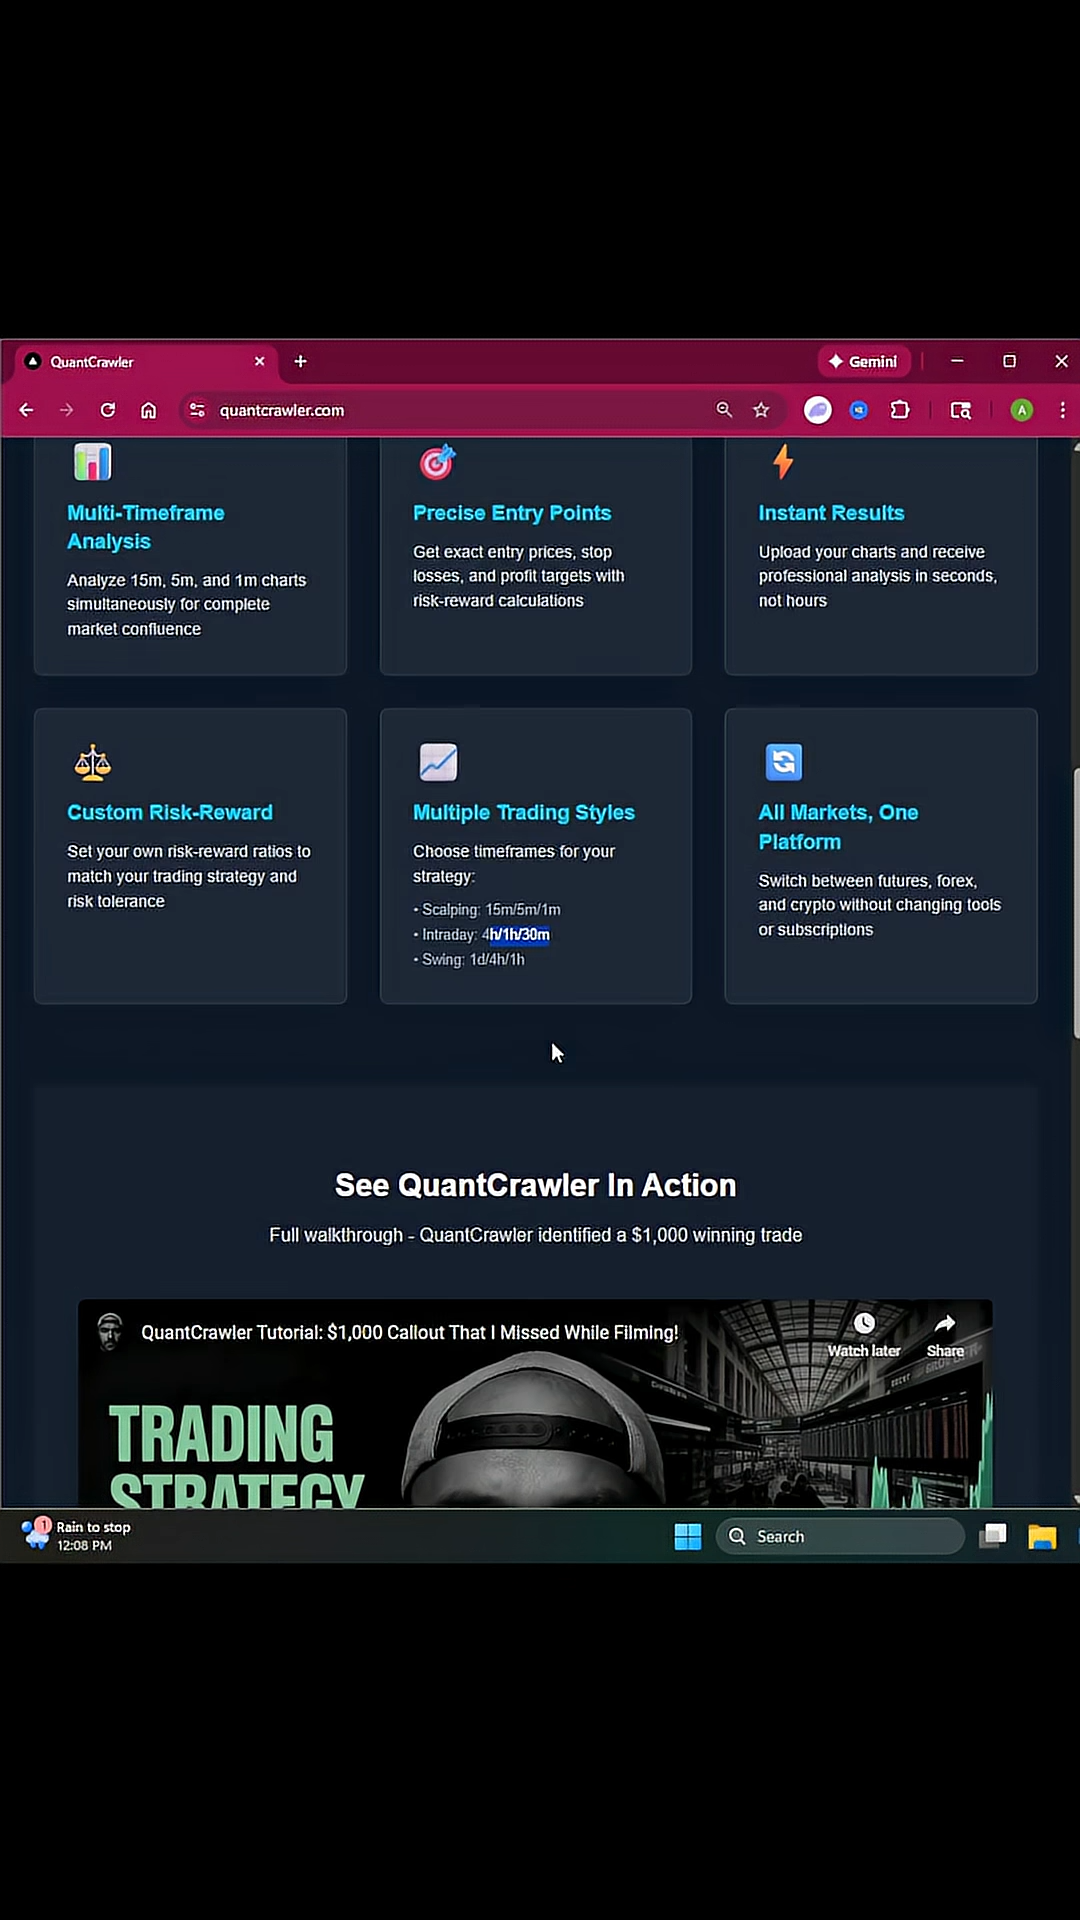 QuantCrawler
Gemini
quantcrawler.com
A
Multi-Timeframe
Analysis
Analyze 15m, 5m, and 1m charts
simultaneously for complete
market confluence
Precise Entry Points
Get exact entry prices, stop
losses, and profit targets with
risk-reward calculations
Instant Results
Upload your charts and receive
professional analysis in seconds,
not hours
Custom Risk-Reward
Set your own risk-reward ratios to
match your trading strategy and
risk tolerance
Multiple Trading Styles
Choose timeframes for your
strategy:
• Scalping: 15m/5m/1m
• Intraday: 4h/1h/30m
• Swing: 1d/4h/1h
All Markets, One
Platform
Switch between futures, forex,
and crypto without changing tools
or subscriptions
See QuantCrawler In Action
Full walkthrough - QuantCrawler identified a $1,000 winning trade
QuantCrawler Tutorial: $1,000 Callout That I Missed While Filming!
Watch later
Share
TRADING
STRATEGY
1
Rain to stop
12:08 PM
Search